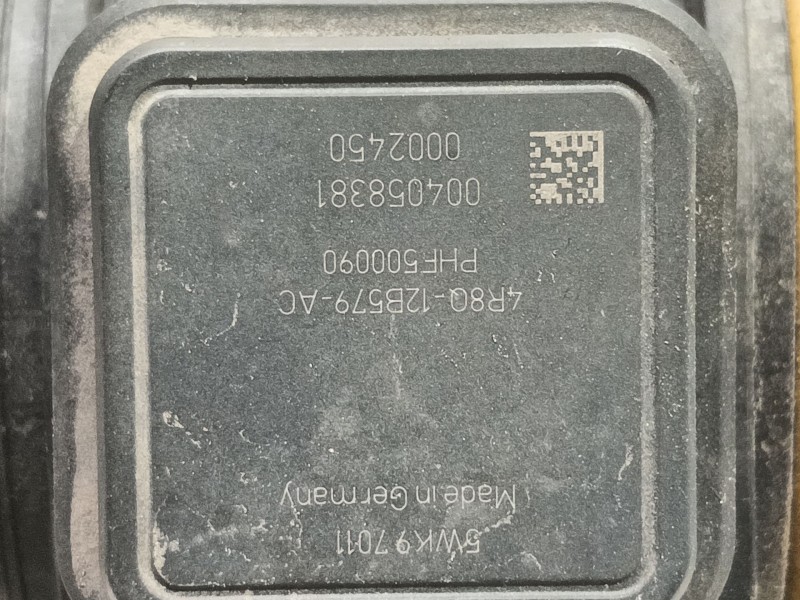 5WK9 7011
Made in Germany
4R8Q-12B579-AC
PHF500090
004058381
0002450